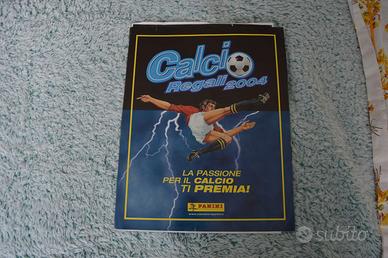 Calcio
Regali 2004
LA PASSIONE
PER IL CALCIO
TI PREMIA!
PANINI
subito